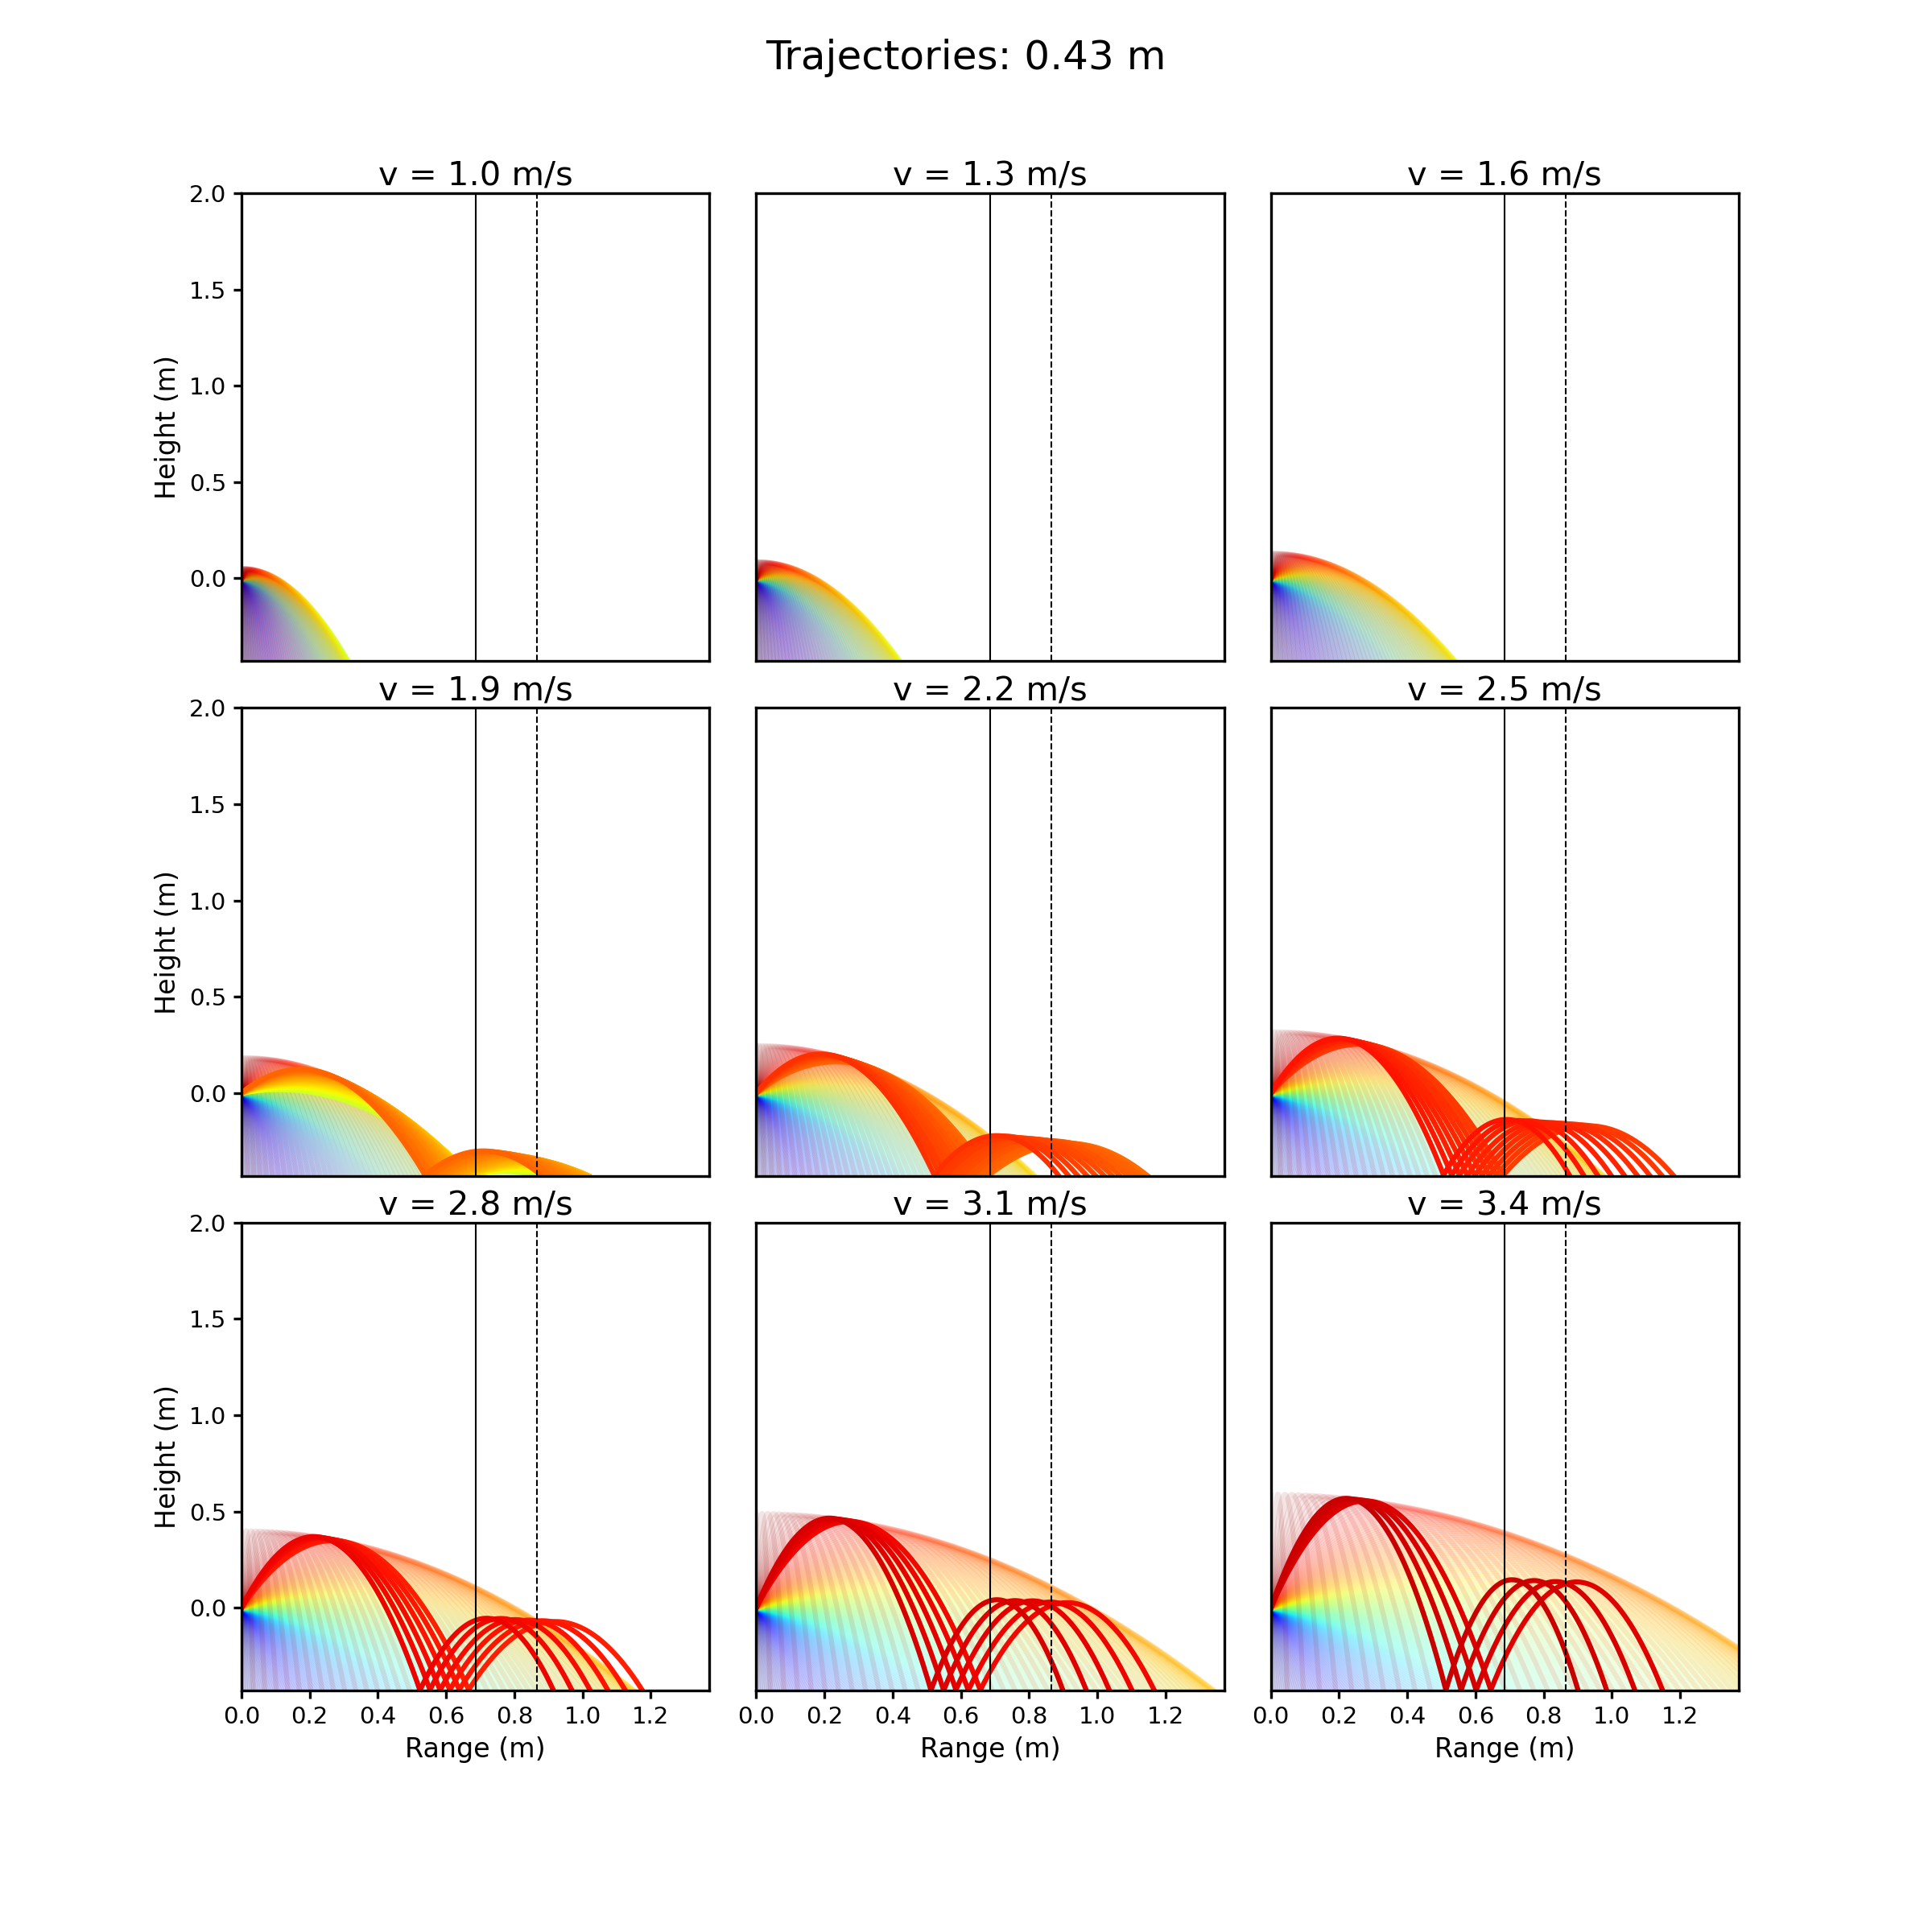 Trajectories: 0.43 m
v = 1.0 m/s
v = 1.3 m/s
v = 1.6 m/s
2.0
1.5
1.0
0.5
0.0
Height (m)
v = 1.9 m/s
v = 2.2 m/s
v = 2.5 m/s
2.0
1.5
1.0
0.5
0.0
Height (m)
v = 2.8 m/s
v = 3.1 m/s
v = 3.4 m/s
2.0
1.5
1.0
0.5
0.0
Height (m)
0.0 0.2 0.4 0.6 0.8 1.0 1.2
0.0 0.2 0.4 0.6 0.8 1.0 1.2
0.0 0.2 0.4 0.6 0.8 1.0 1.2
Range (m)
Range (m)
Range (m)